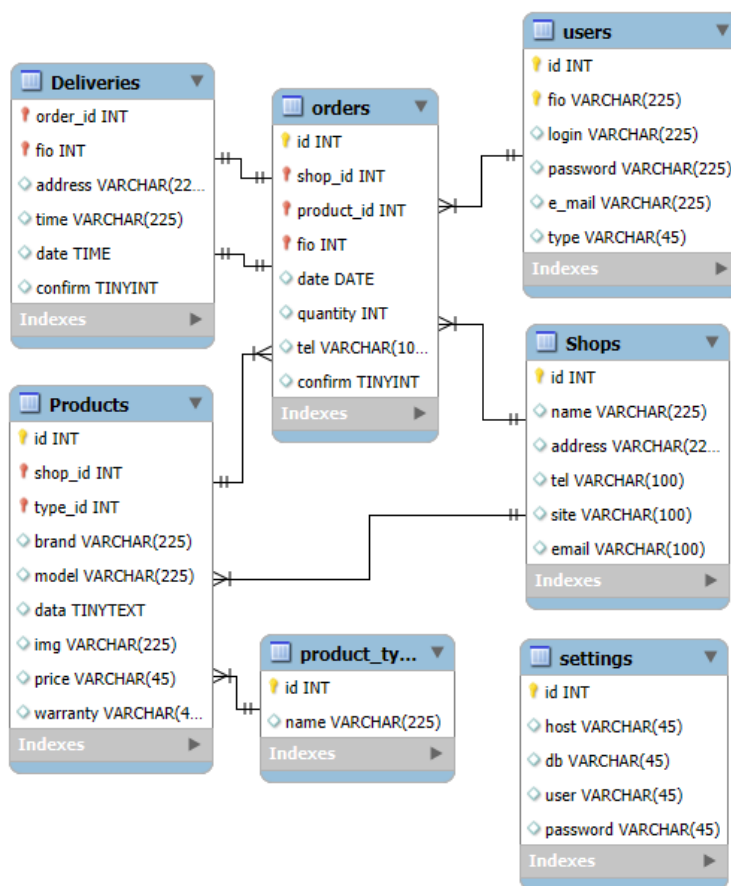 Deliveries
order_id INT
fio INT
address VARCHAR(22...
time VARCHAR(225)
date TIME
confirm TINYINT
Indexes
orders
id INT
shop_id INT
product_id INT
fio INT
date DATE
quantity INT
tel VARCHAR(10...
confirm TINYINT
Indexes
users
id INT
fio VARCHAR(225)
login VARCHAR(225)
password VARCHAR(225)
e_mail VARCHAR(225)
type VARCHAR(45)
Indexes
Products
id INT
shop_id INT
type_id INT
brand VARCHAR(225)
model VARCHAR(225)
data TINYTEXT
img VARCHAR(225)
price VARCHAR(45)
warranty VARCHAR(4...
Indexes
product_ty...
id INT
name VARCHAR(225)
Indexes
Shops
id INT
name VARCHAR(225)
address VARCHAR(22...
tel VARCHAR(100)
site VARCHAR(100)
email VARCHAR(100)
Indexes
settings
id INT
host VARCHAR(45)
db VARCHAR(45)
user VARCHAR(45)
password VARCHAR(45)
Indexes